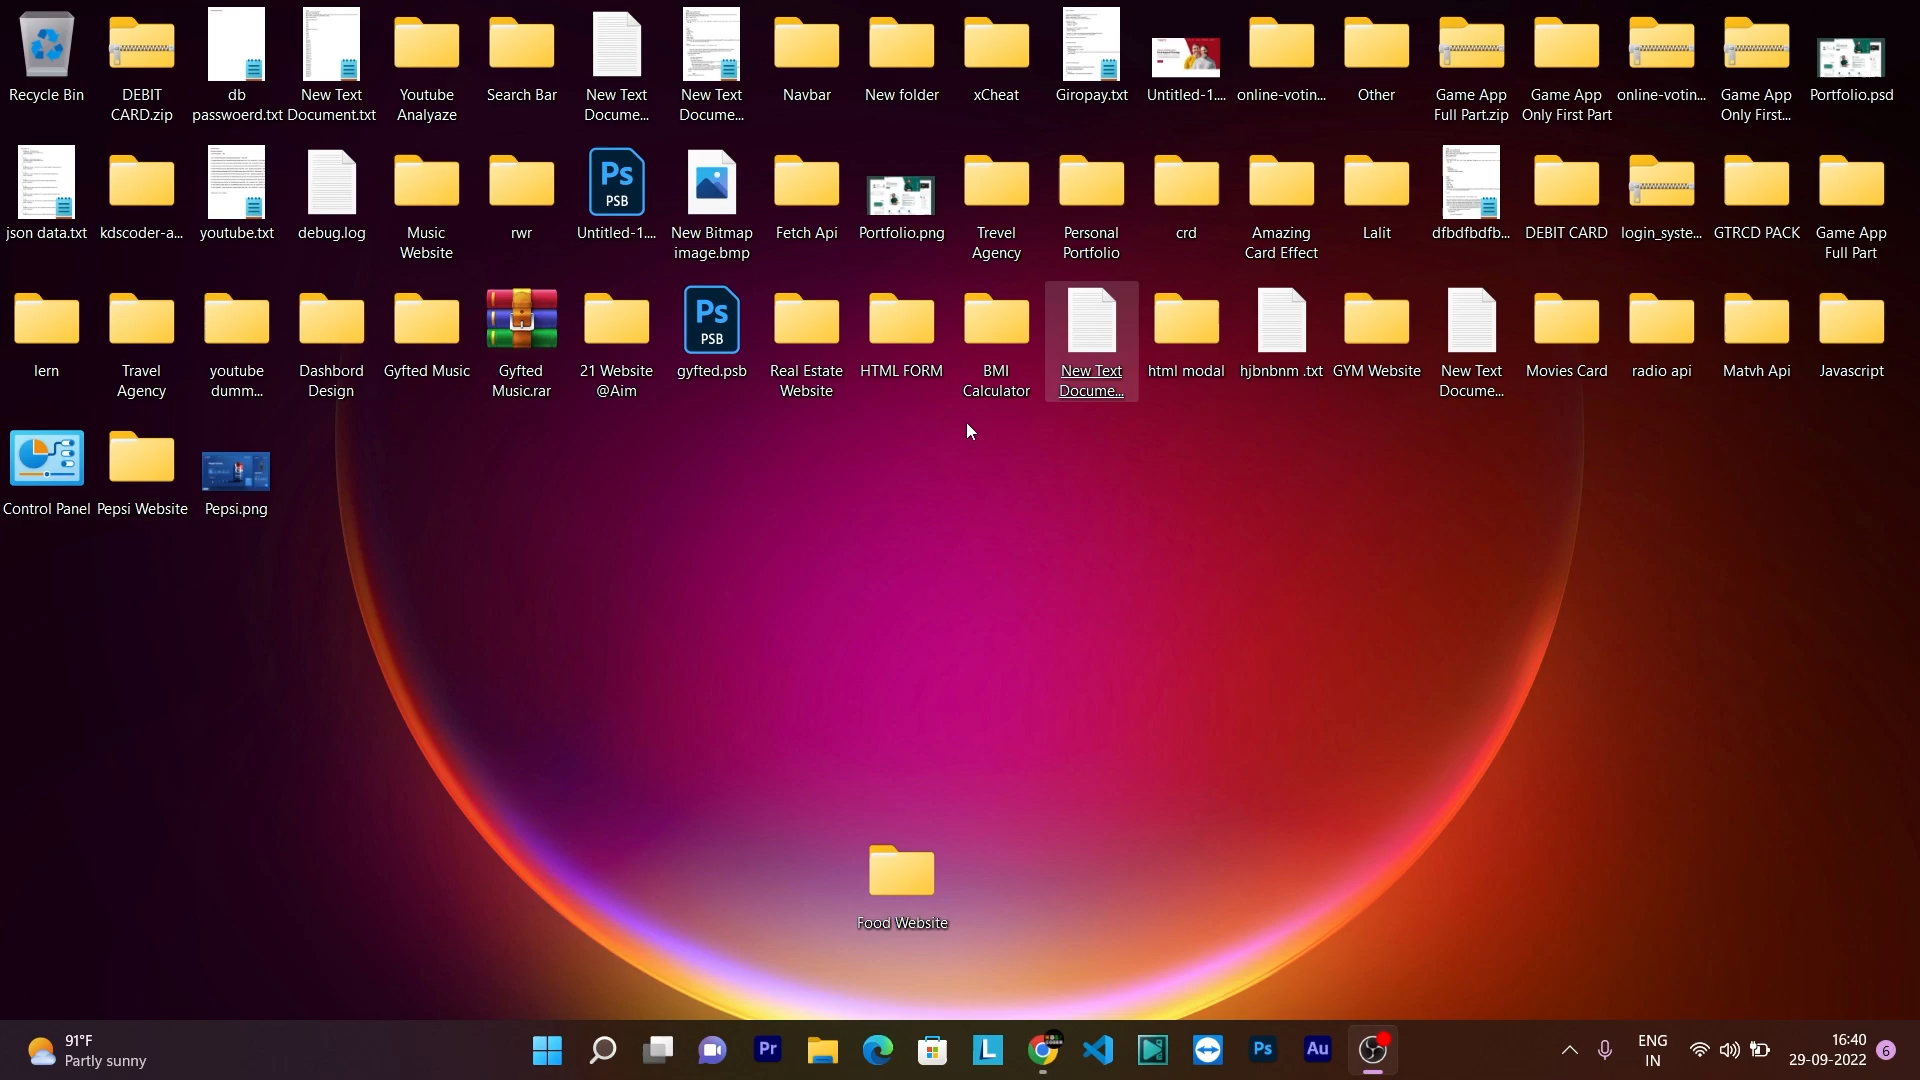 Recycle Bin
DEBIT
CARD.zip
db
passwoerd.txt
New Text
Document.txt
Youtube
Analyaze
Search Bar
New Text
Docume...
New Text
Docume...
Navbar
New folder
xCheat
Giropay.txt
Untitled-1....
online-votin...
Other
Game App
Full Part.zip
Game App
Only First Part
online-votin...
Game App
Only First...
Portfolio.psd
json data.txt
kdscoder-a...
youtube.txt
debug.log
Music
Website
rwr
Ps
PSB
Untitled-1....
New Bitmap
image.bmp
Fetch Api
Portfolio.png
Trevel
Agency
Personal
Portfolio
crd
Amazing
Card Effect
Lalit
dfbdfbdfb...
DEBIT CARD
login_syste...
GTRCD PACK
Game App
Full Part
lern
Travel
Agency
youtube
dumm...
Dashbord
Design
Gyfted Music
Gyfted
Music.rar
21 Website
@Aim
Ps
PSB
gyfted.psb
Real Estate
Website
HTML FORM
BMI
Calculator
New Text
Docume...
html modal
hjbnbnm .txt
GYM Website
New Text
Docume...
Movies Card
radio api
Matvh Api
Javascript
Control Panel
Pepsi Website
Pepsi.png
Food Website
91°F
Partly sunny
Pr
L
Ps
Au
ENG
IN
16:40
29-09-2022
6